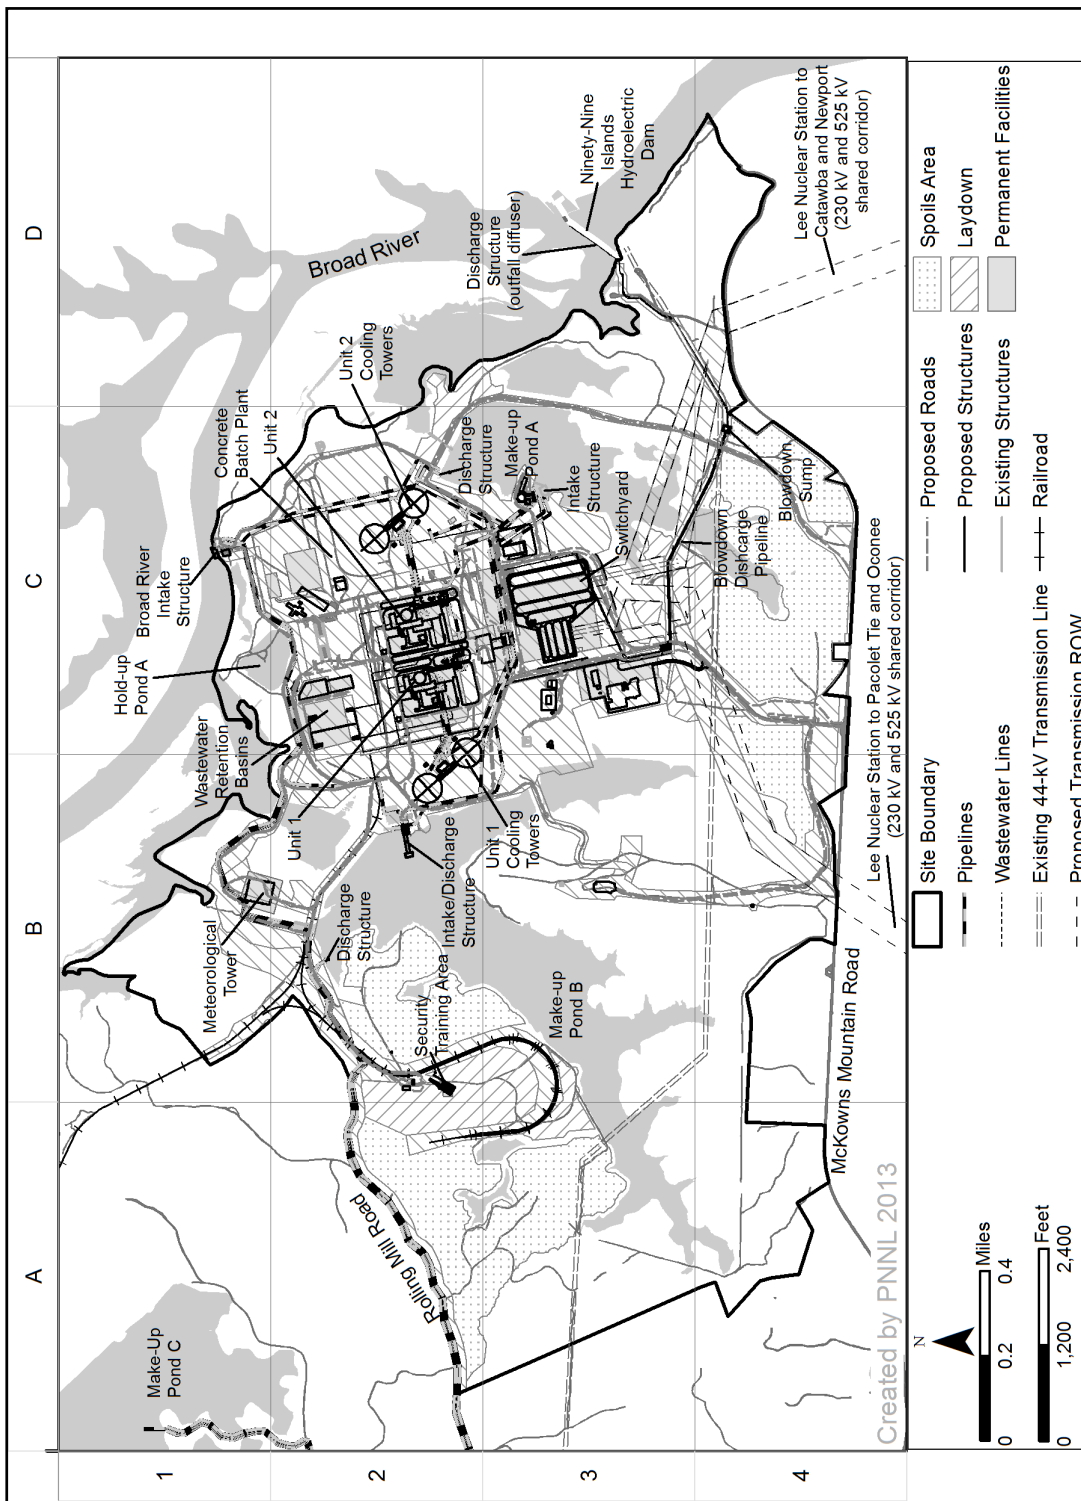 A
B
C
D
1
2
3
4
Make-Up
Pond C
Rolling Mill Road
Meteorological
Tower
Discharge
Structure
Security
Training Area
Intake/Discharge
Structure
Make-up
Pond B
Unit 1
Wastewater
Retention
Basins
Hold-up
Pond A
Broad River
Intake
Structure
Concrete
Batch Plant
Unit 2
Unit 2
Cooling
Towers
Unit 1
Cooling
Towers
Broad River
Discharge
Structure
(outfall diffuser)
Ninety-Nine
Islands
Hydroelectric
Dam
Discharge
Structure
Make-up
Pond A
Intake
Structure
Switchyard
Blowdown
Dishcarge
Pipeline
Blowdown
Sump
Lee Nuclear Station to
Catawba and Newport
(230 kV and 525 kV
shared corridor)
Lee Nuclear Station to Pacolet Tie and Oconee
(230 kV and 525 kV shared corridor)
McKowns Mountain Road
Created by PNNL 2013
N
Miles
0
0.2
0.4
Feet
0
1,200
2,400
Site Boundary
Pipelines
Wastewater Lines
Existing 44-kV Transmission Line
Proposed Transmission ROW
Proposed Roads
Proposed Structures
Existing Structures
Railroad
Spoils Area
Laydown
Permanent Facilities